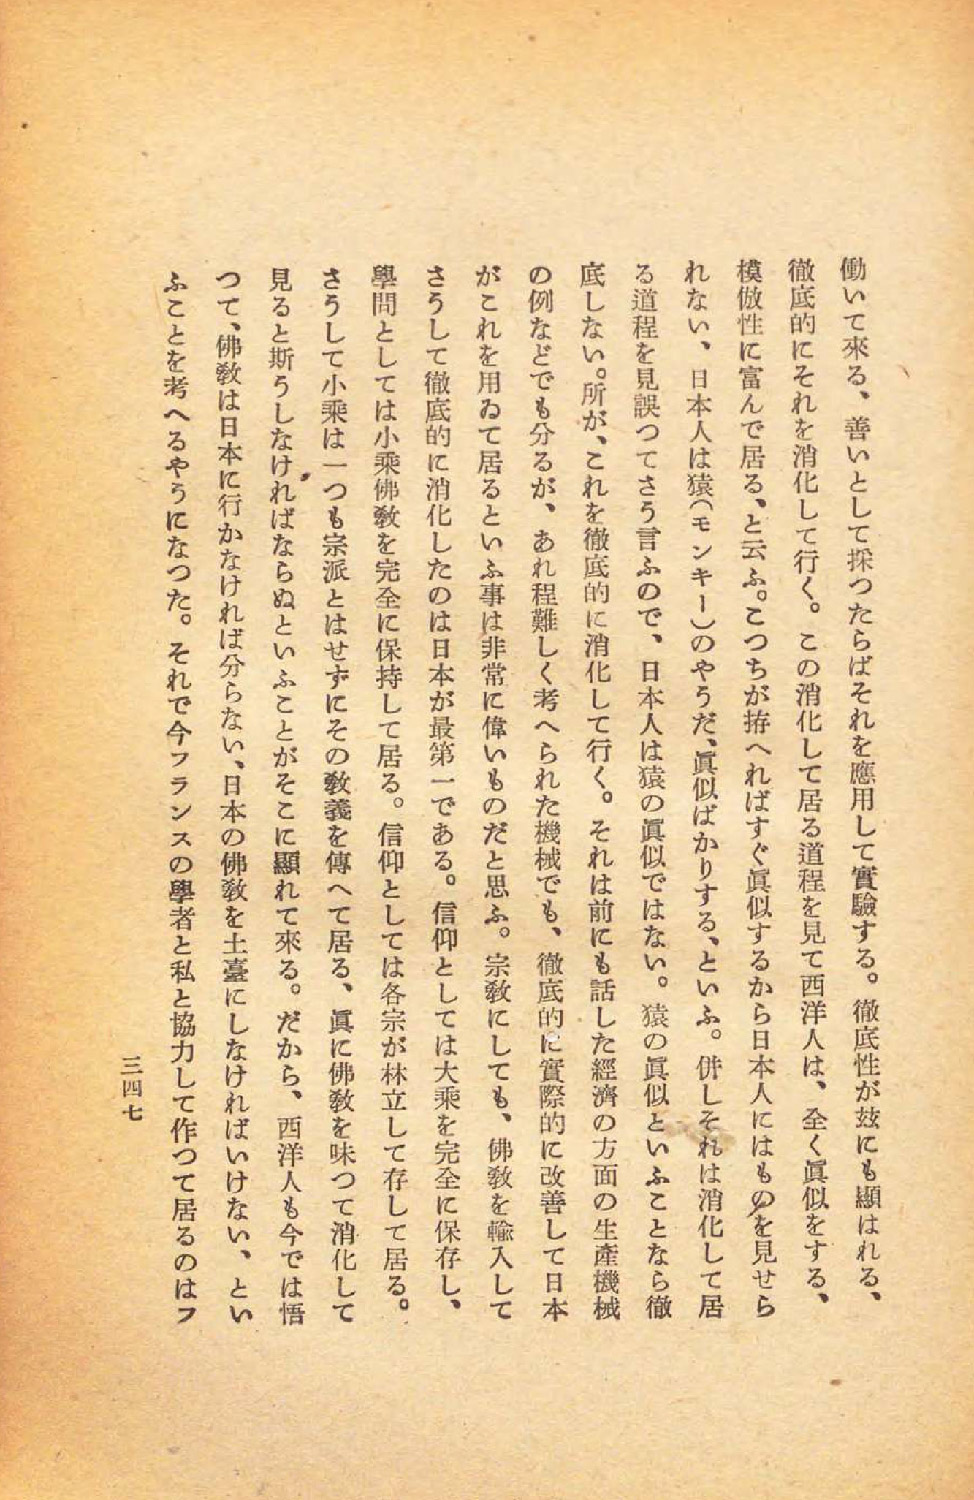 働いて來る、善いとして採つたらばそれを應用して實驗する。徹底性が玆にも顯はれる、
徹底的にそれを消化して行く。この消化して居る道程を見て西洋人は、全く眞似をする、
模倣性に富んで居る、と云ふ。こつちが拵へればすぐ眞似するから日本人にはものを見せら
れない、日本人は猿(モンキー)のやうだ、眞似ばかりする、といふ。併しそれは消化して居
る道程を見誤つてさう言ふので、日本人は猿の眞似ではない。猿の眞似といふことなら徹
底しない。所が、これを徹底的に消化して行く。それは前にも話した經濟の方面の生產機械
の例などでも分るが、あれ程難しく考へられた機械でも、徹底的に實際的に改善して日本
がこれを用ゐて居るといふ事は非常に偉いものだと思ふ。宗敎にしても、佛敎を輸入して
さうして徹底的に消化したのは日本が最第一である。信仰としては大乘を完全に保存し、
學問としては小乘佛敎を完全に保持して居る。信仰としては各宗が林立して存して居る。
さうして小乘は一つも宗派とはせずにその敎義を傳へて居る、眞に佛敎を味つて消化して
見ると斯うしなければならぬといふことがそこに顯れて來る。だから、西洋人も今では悟
つて、佛敎は日本に行かなければ分らない、日本の佛敎を土臺にしなければいけない、とい
ふことを考へるやうになつた。それで今フランスの學者と私と協力して作つて居るのはフ
三四七